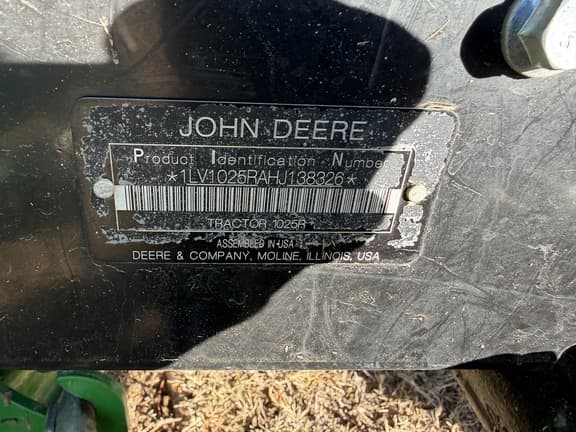 JOHN DEERE
Product Identification Number
*1LV1025RAHJ138326*
TRACTOR 1025R
ASSEMBLED IN USA
DEERE & COMPANY, MOLINE, ILLINOIS, USA